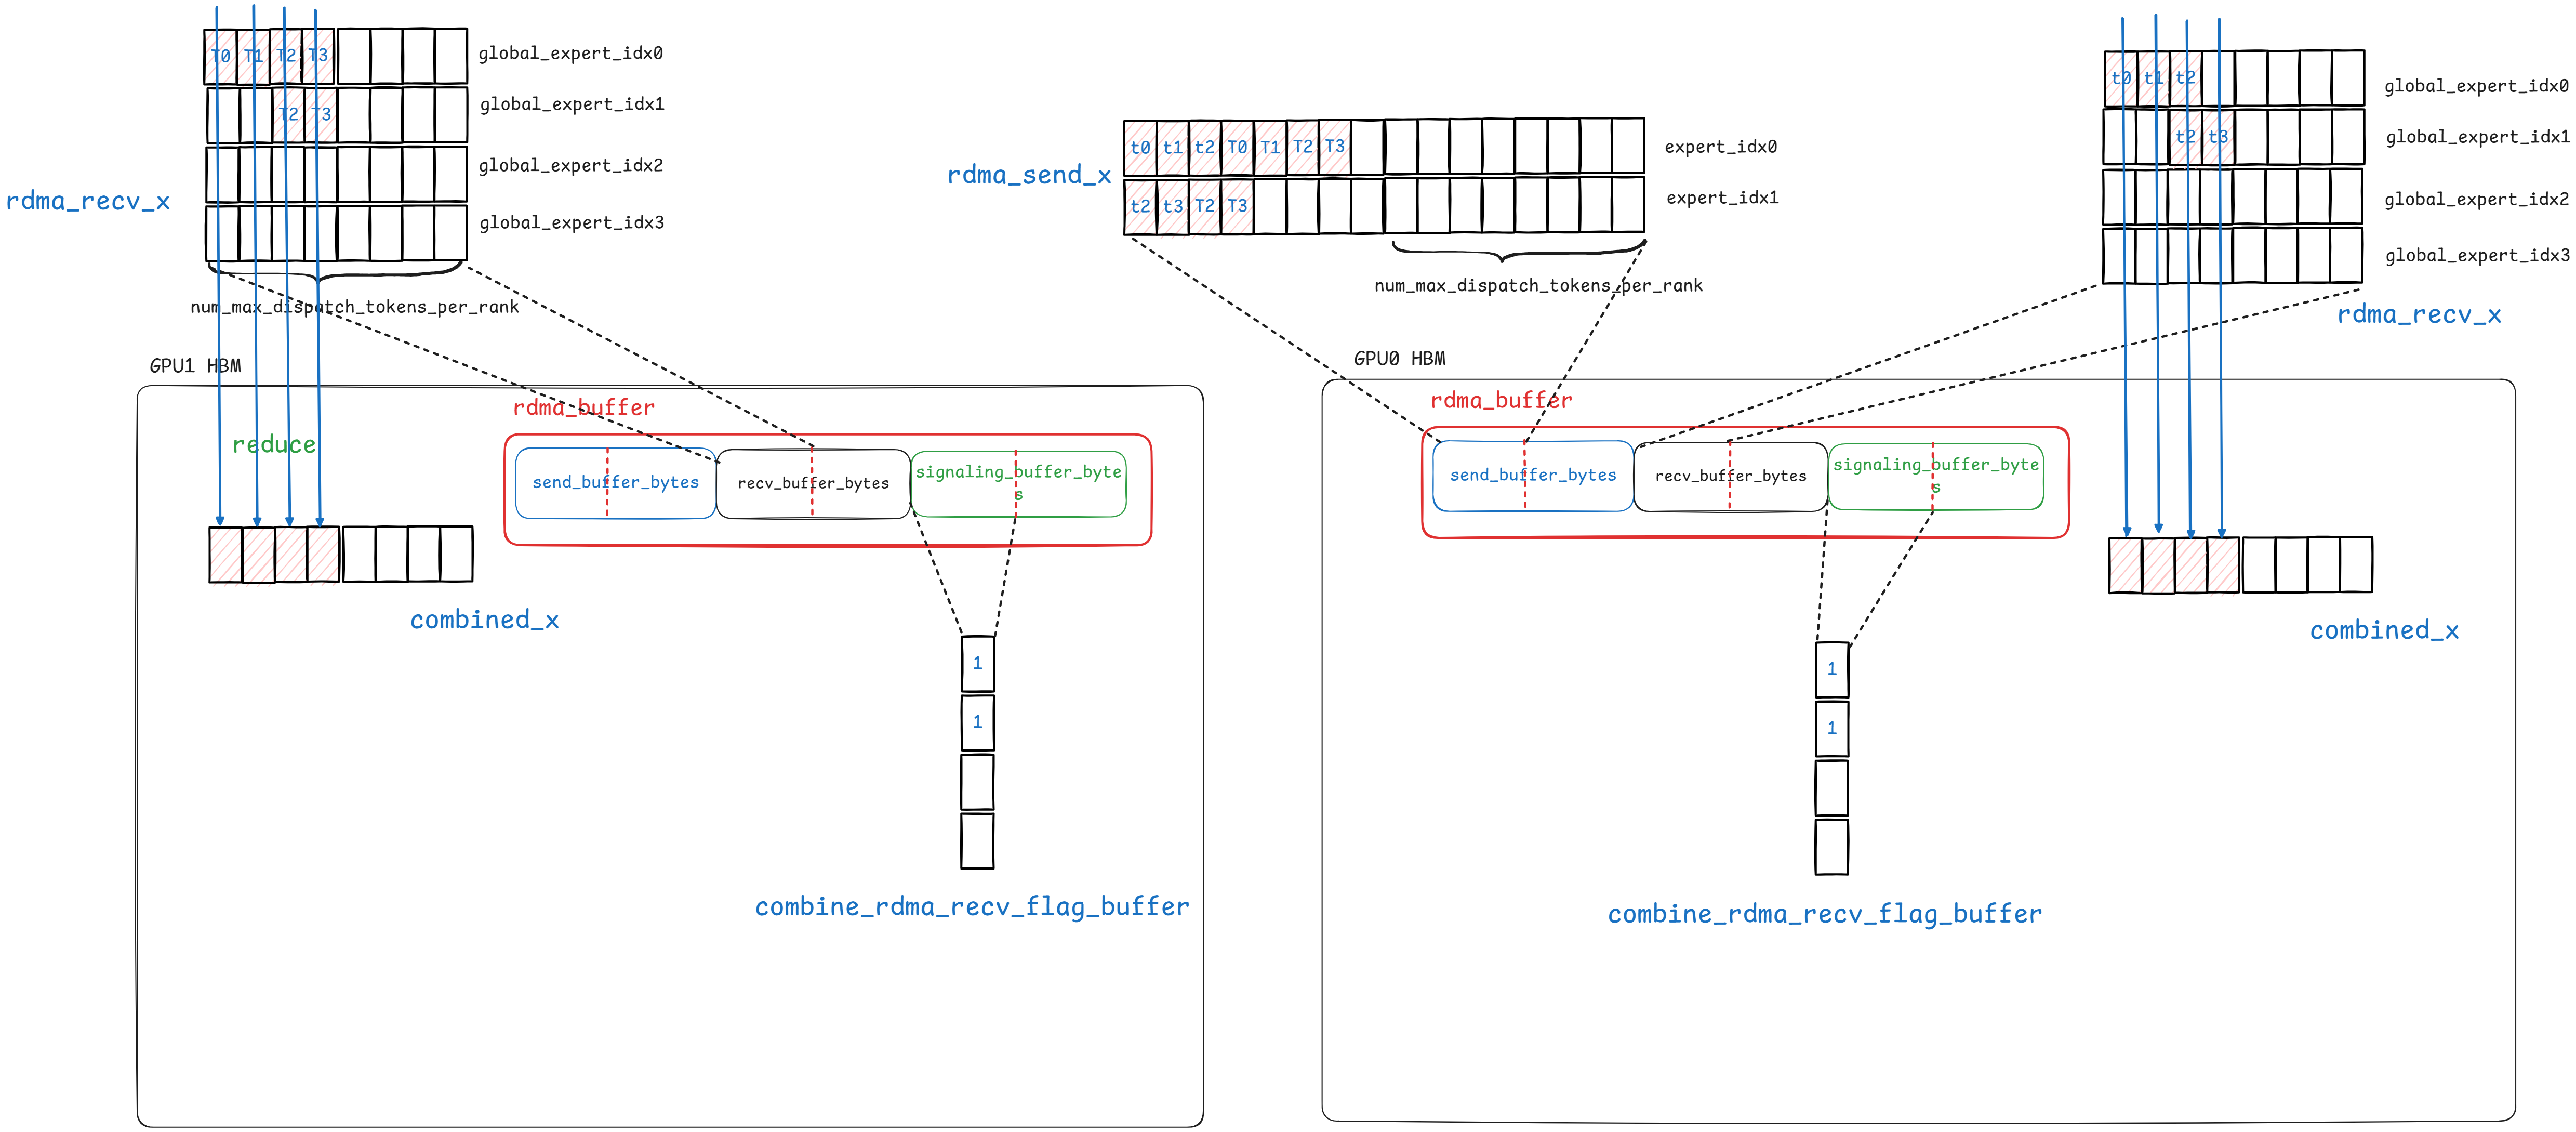 T0 T1 T2 T3
global_expert_idx0
T2 T3
global_expert_idx1
global_expert_idx2
global_expert_idx3
rdma_recv_x
num_max_dispatch_tokens_per_rank
rdma_send_x
t0 t1 t2 T0 T1 T2 T3
expert_idx0
t2 t3 T2 T3
expert_idx1
num_max_dispatch_tokens_per_rank
t0 t1 t2
global_expert_idx0
t2 t3
global_expert_idx1
global_expert_idx2
global_expert_idx3
rdma_recv_x
GPU1 HBM
reduce
rdma_buffer
send_buffer_bytes
recv_buffer_bytes
signaling_buffer_byte
s
combined_x
1
1
combine_rdma_recv_flag_buffer
GPU0 HBM
rdma_buffer
send_buffer_bytes
recv_buffer_bytes
signaling_buffer_byte
s
combined_x
1
1
combine_rdma_recv_flag_buffer